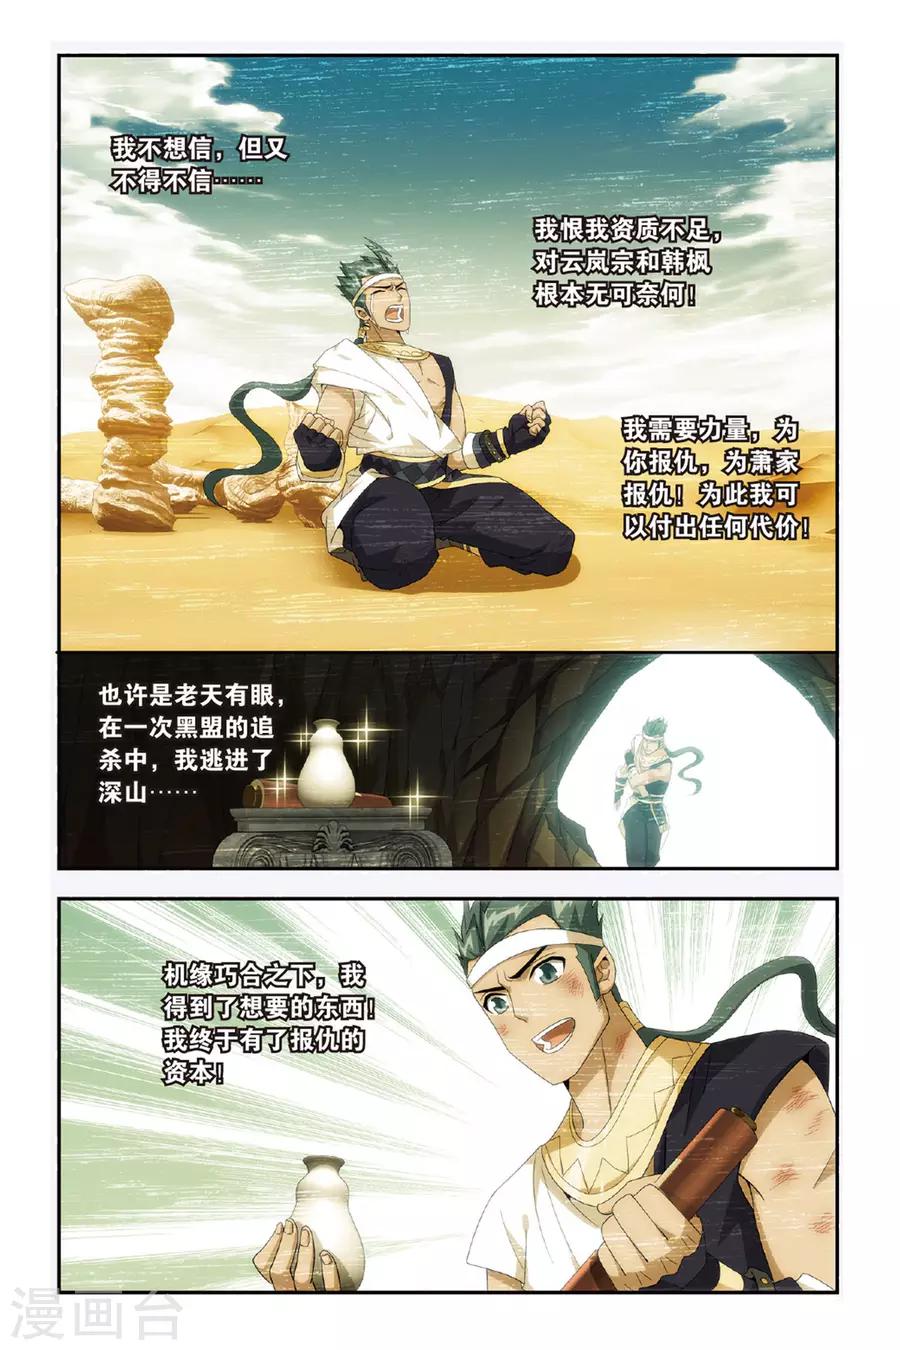 我不想信，但又
不得不信……
我恨我资质不足，
对云岚宗和韩枫
根本无可奈何！
我需要力量，为
你报仇，为萧家
报仇！为此我可
以付出任何代价！
也许是老天有眼，
在一次黑盟的追
杀中，我逃进了
深山……
机缘巧合之下，我
得到了想要的东西！
我终于有了报仇的
资本！
漫画台